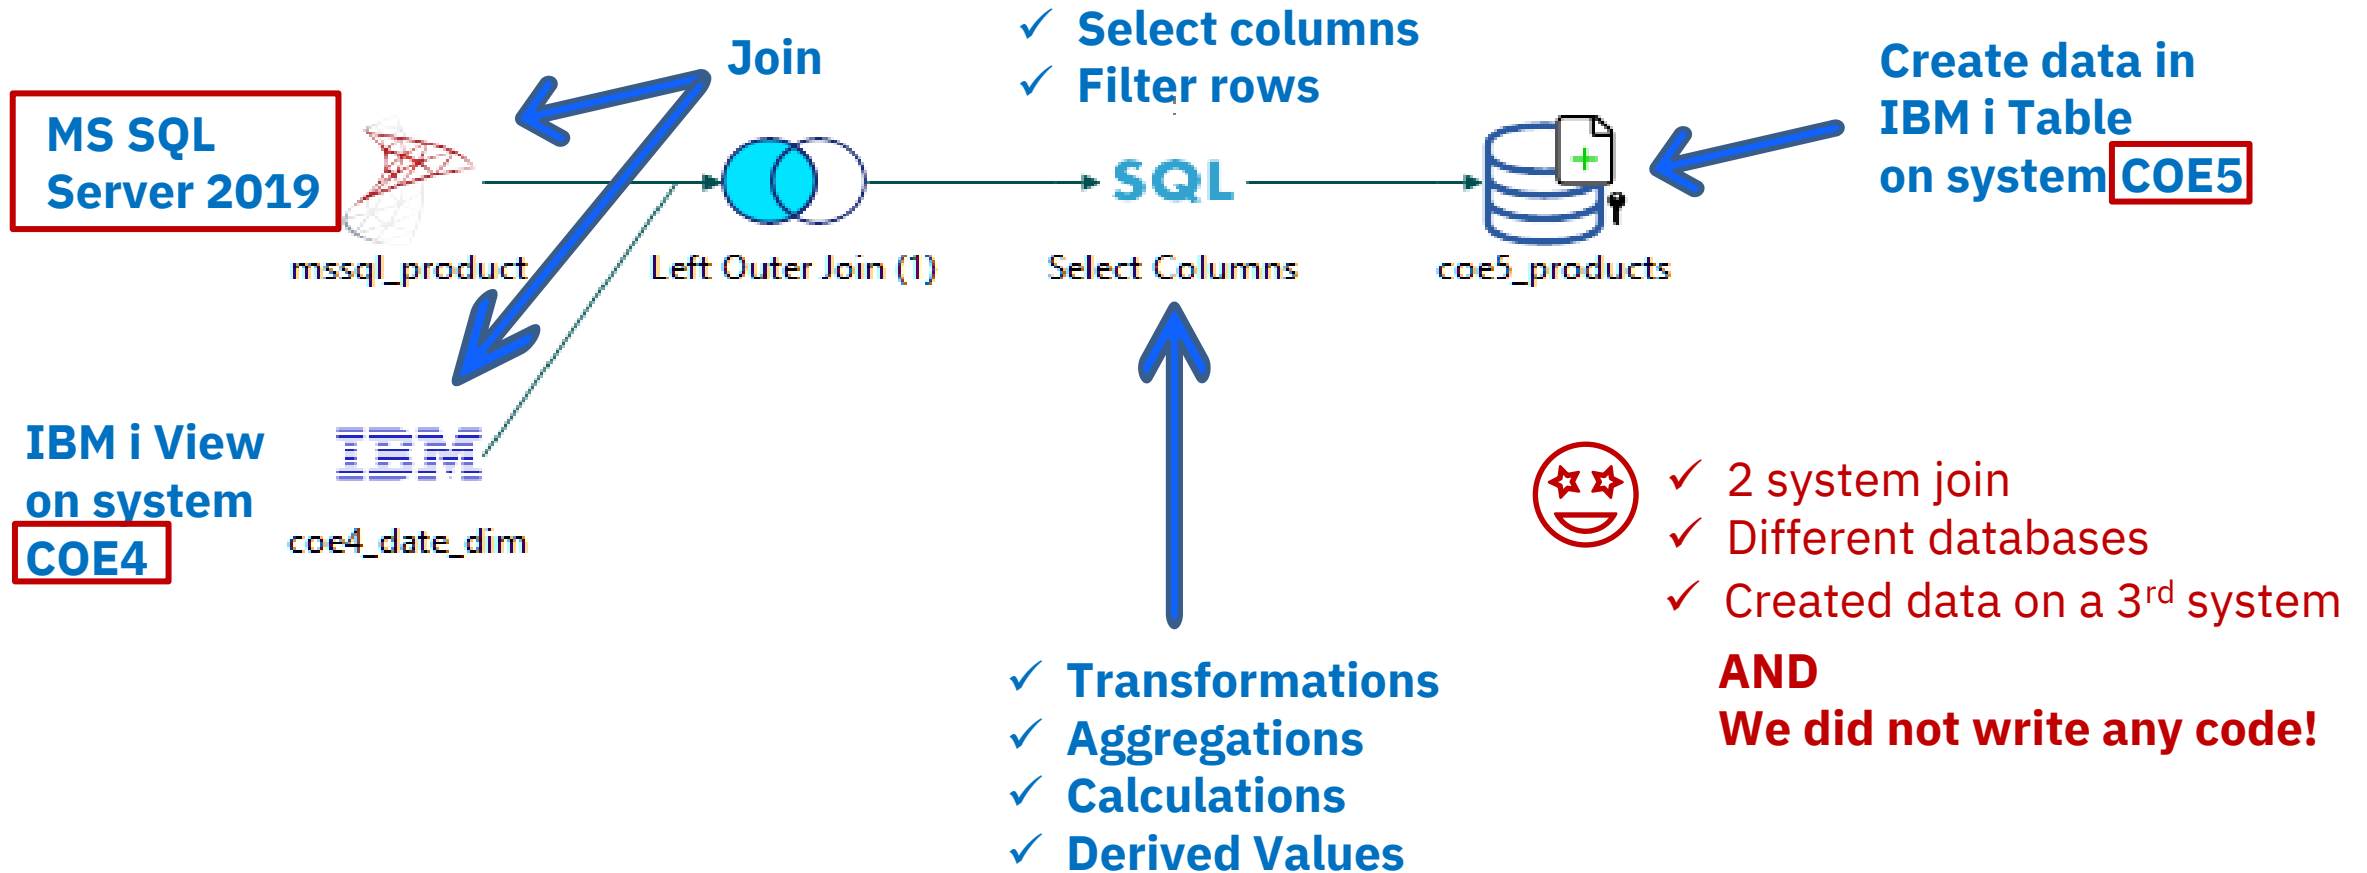 Join
✓ Select columns
✓ Filter rows
Create data in
IBM i Table
on system COE5
MS SQL
Server 2019
SQL
mssql_product
Left Outer Join (1)
Select Columns
coe5_products
IBM i View
on system
COE4
IBM
coe4_date_dim
✓ 2 system join
✓ Different databases
✓ Created data on a 3rd system
AND
We did not write any code!
✓ Transformations
✓ Aggregations
✓ Calculations
✓ Derived Values